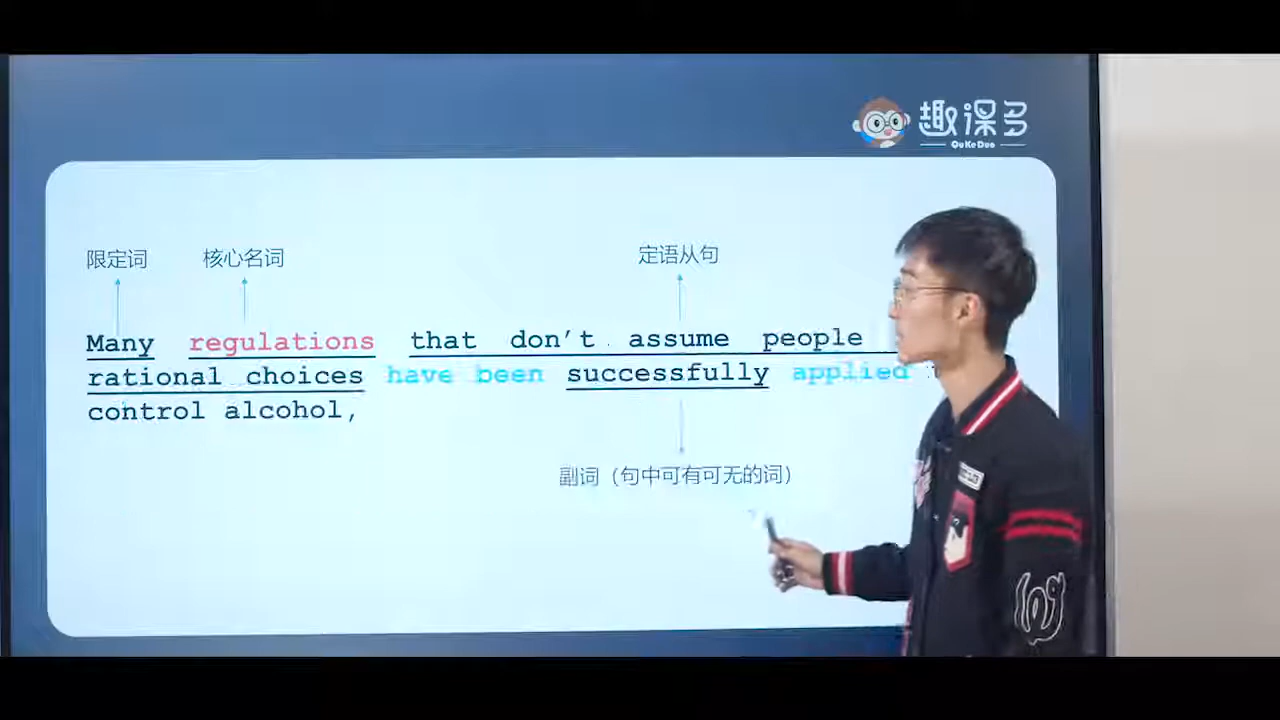 趣课多
QuKeDuo
限定词 核心名词 定语从句
Many regulations that don't assume people
rational choices have been successfully applied
control alcohol,
副词（句中可有可无的词）